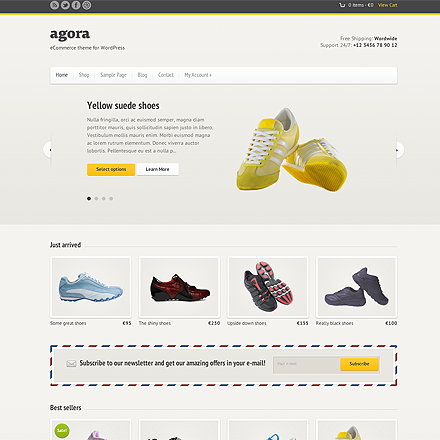 0 items - €0 View Cart
agora
eCommerce theme for WordPress
Free Shipping: Wordwide
Support 24/7: +12 3456 78 90 12
Home Shop Sample Page Blog Contact My Account
Yellow suede shoes
Nulla fringilla, orci ac euismod semper, magna diam
porttitor mauris, quis sollicitudin sapien justo in libero.
Vestibulum mollis mauris enim. Morbi euismod magna
ac lorem rutrum elementum. Donec viverra auctor
lobortis. Pellentesque eu est a nulla p...
Select options Learn More
Just arrived
Some great shoes €95
The shiny shoes €250
Upside down shoes €155
Really black shoes €100
Subscribe to our newsletter and get our amazing offers in your e-mail!
Subscribe
Best sellers
Sale!